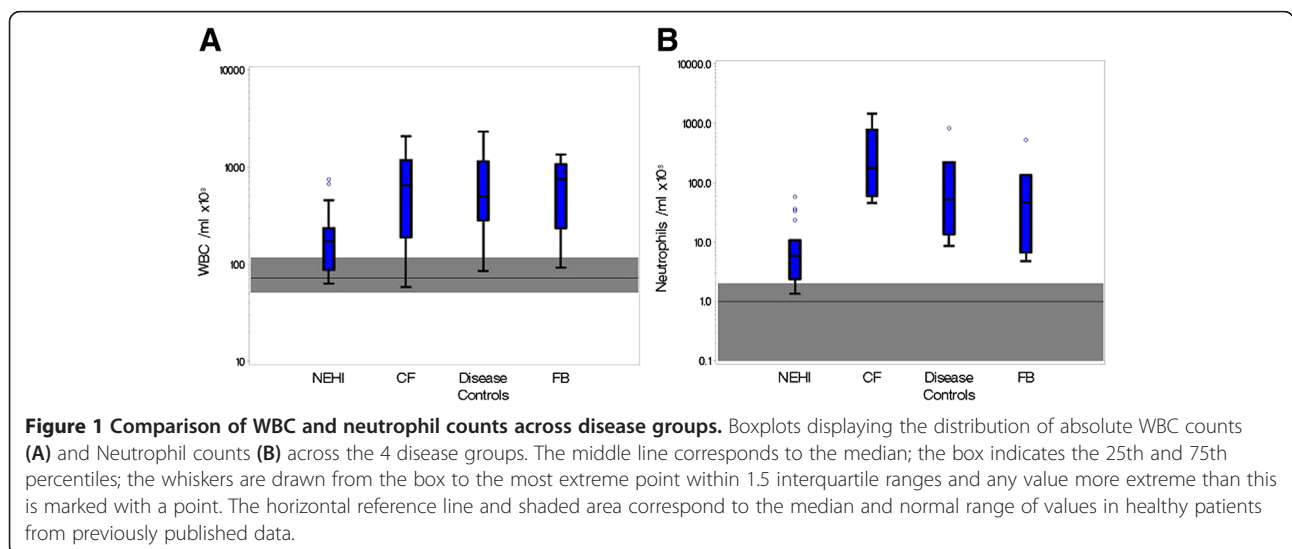 A
B
10000
1000
100
10
WBC /ml x10³
NEHI
CF
Disease
Controls
FB
10000.0
1000.0
100.0
10.0
1.0
0.1
Neutrophils /ml x10³
NEHI
CF
Disease
Controls
FB
Figure 1 Comparison of WBC and neutrophil counts across disease groups. Boxplots displaying the distribution of absolute WBC counts
(A) and Neutrophil counts (B) across the 4 disease groups. The middle line corresponds to the median; the box indicates the 25th and 75th
percentiles; the whiskers are drawn from the box to the most extreme point within 1.5 interquartile ranges and any value more extreme than this
is marked with a point. The horizontal reference line and shaded area correspond to the median and normal range of values in healthy patients
from previously published data.